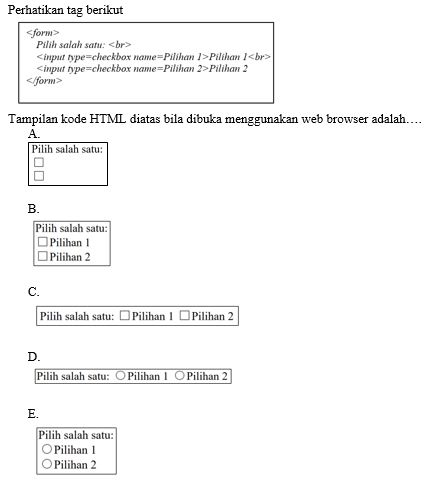 Perhatikan tag berikut
<form>
Pilih salah satu: <br>
<input type=checkbox name=Pilihan 1>Pilihan 1<br>
<input type=checkbox name=Pilihan 2>Pilihan 2
</form>
Tampilan kode HTML diatas bila dibuka menggunakan web browser adalah….
A.
Pilih salah satu:
B.
Pilih salah satu:
Pilihan 1
Pilihan 2
C.
Pilih salah satu: Pilihan 1 Pilihan 2
D.
Pilih salah satu: Pilihan 1 Pilihan 2
E.
Pilih salah satu:
Pilihan 1
Pilihan 2